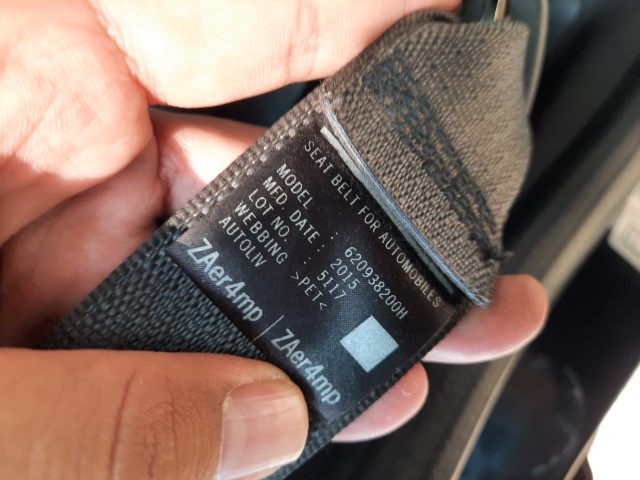 SEAT BELT FOR AUTOMOBILES
MODEL : 620938200H
MFD. DATE : 2015
LOT NO. : 5117
WEBBING >PET<
AUTOLIV
ZAer4mp | ZAer4mp